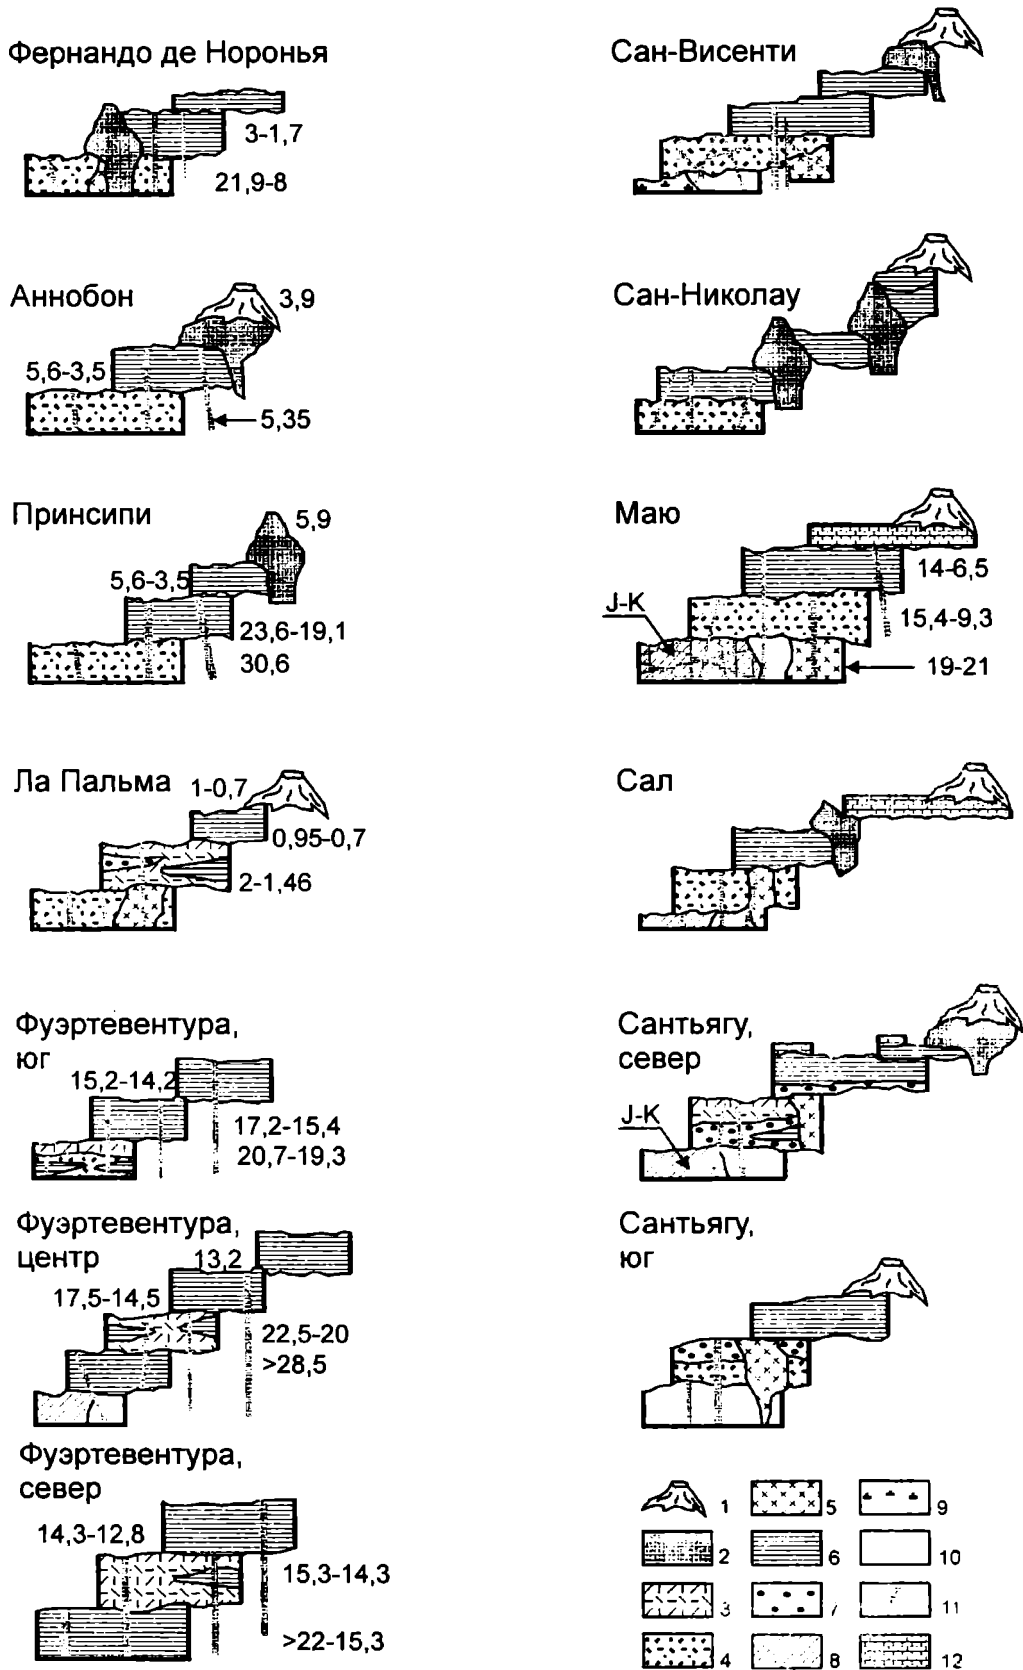 Фернандо де Норонья
3-1,7
21,9-8
Аннобон
3,9
5,6-3,5
5,35
Принсипи
5,9
5,6-3,5
23,6-19,1
30,6
Ла Пальма
1-0,7
0,95-0,7
2-1,46
Фуэртевентура,
юг
15,2-14,2
17,2-15,4
20,7-19,3
Фуэртевентура,
центр
13,2
17,5-14,5
22,5-20
>28,5
Фуэртевентура,
север
14,3-12,8
15,3-14,3
>22-15,3
Сан-Висенти
Сан-Николау
Маю
14-6,5
J-K
15,4-9,3
19-21
Сал
Сантьягу,
север
J-K
Сантьягу,
юг
1
5
9
2
6
10
3
7
11
4
8
12